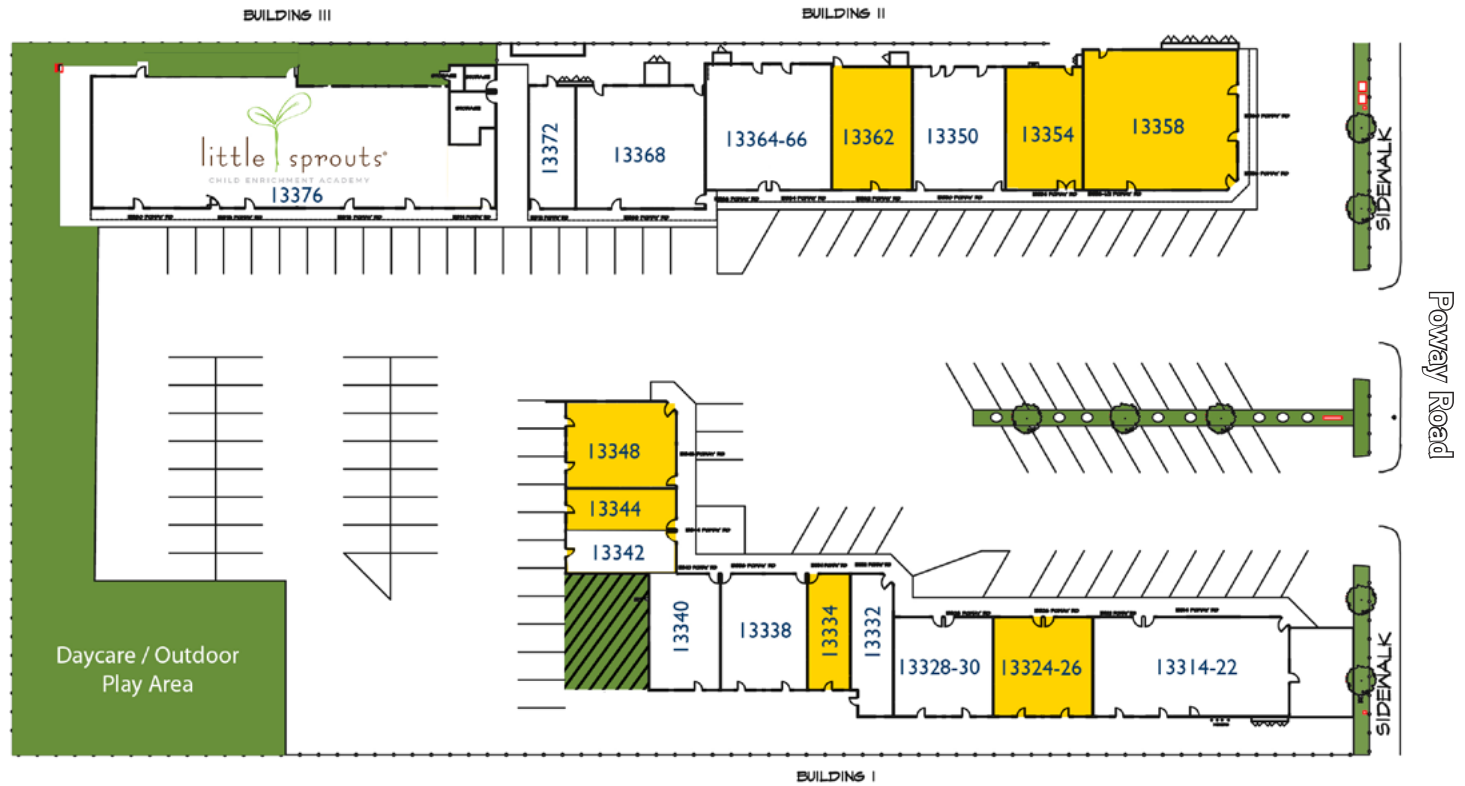 BUILDING III
BUILDING II
little sprouts®
CHILD ENRICHMENT ACADEMY
13376
STORAGE
13372
13368
13364-66
13362
13350
13354
13358
SIDEWALK
Poway Road
13348
13344
13342
13340
13338
13334
13332
13328-30
13324-26
13314-22
SIDEWALK
Daycare / Outdoor
Play Area
BUILDING I